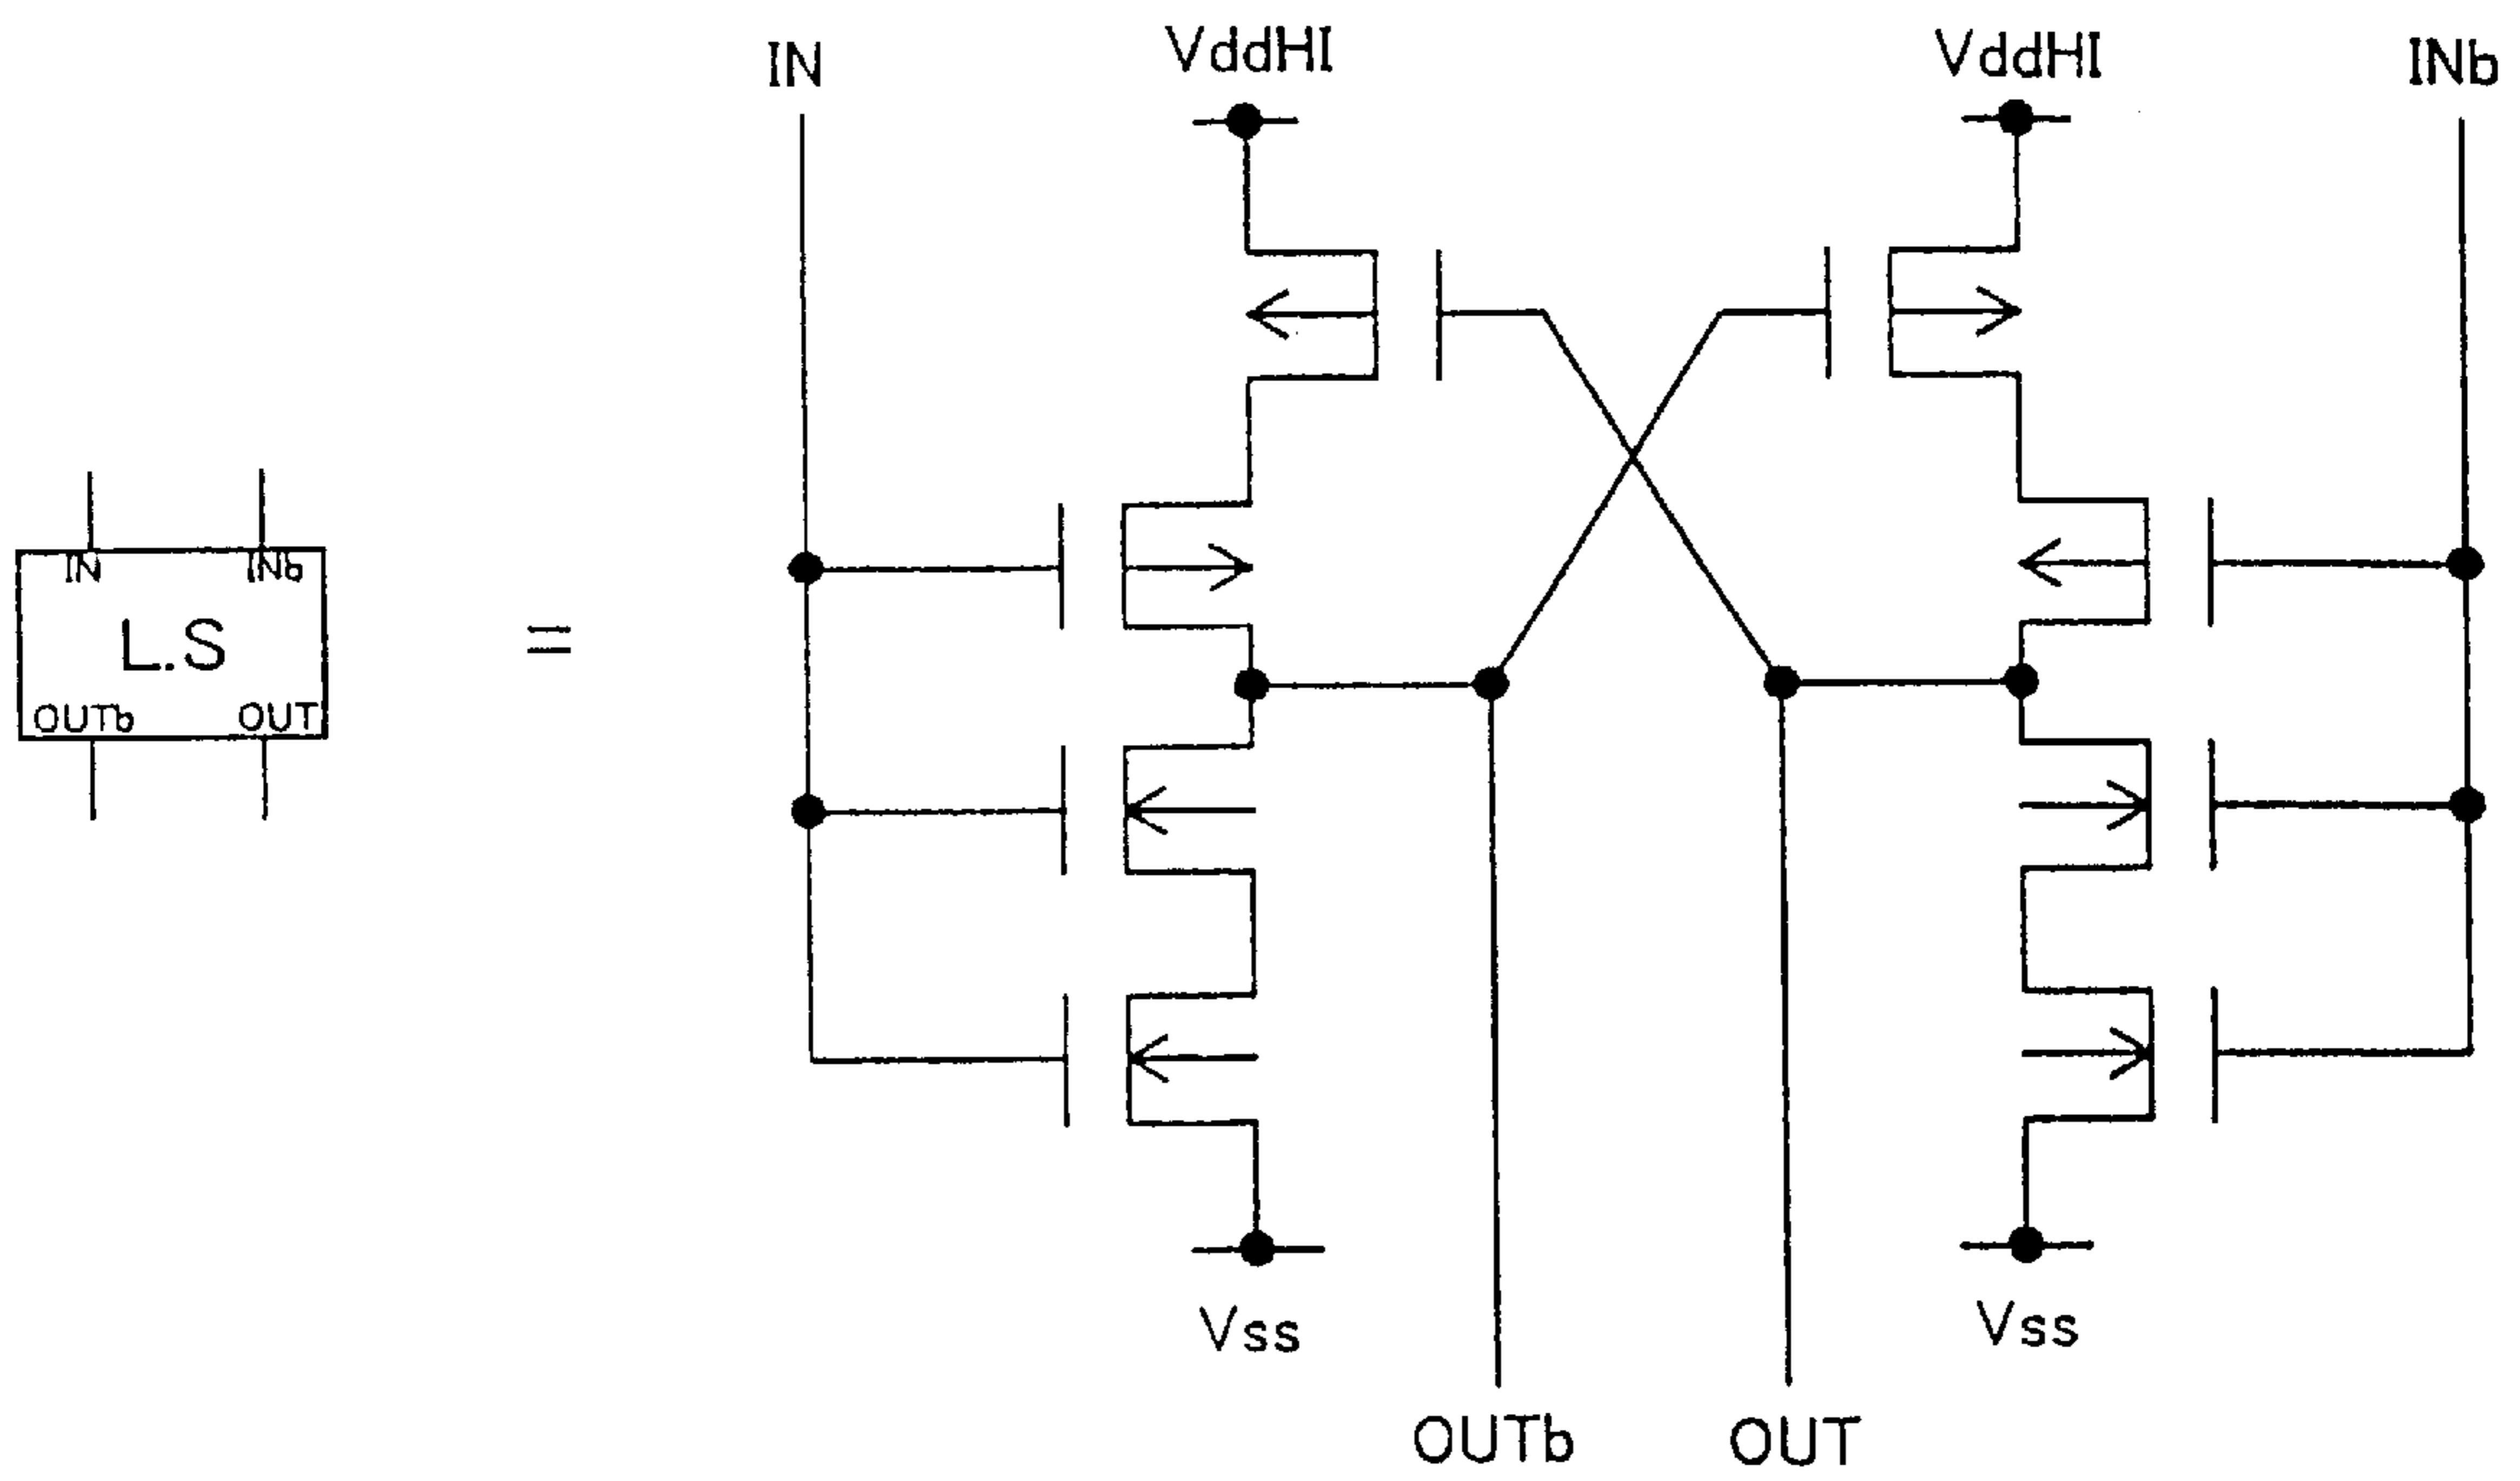 IN
VddHI
VddHI
INb
IN
INb
L.S
OUTb
OUT
=
Vss
Vss
OUTb
OUT